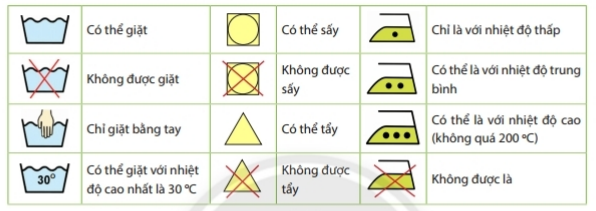 Có thể giặt
Có thể sấy
Chỉ là với nhiệt độ thấp
Không được giặt
Không được
sấy
Có thể là với nhiệt độ trung
bình
Chỉ giặt bằng tay
Có thể tẩy
Có thể là với nhiệt độ cao
(không quá 200 ºC)
30°
Có thể giặt với nhiệt
độ cao nhất là 30 ºC
Không được
tẩy
Không được là